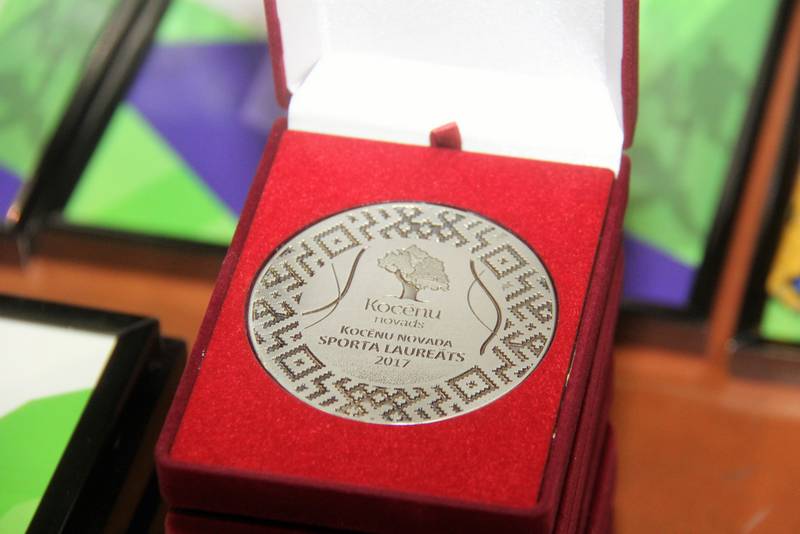 Kocēnu
novads
KOCĒNU NOVADA
SPORTA LAUREĀTS
2017